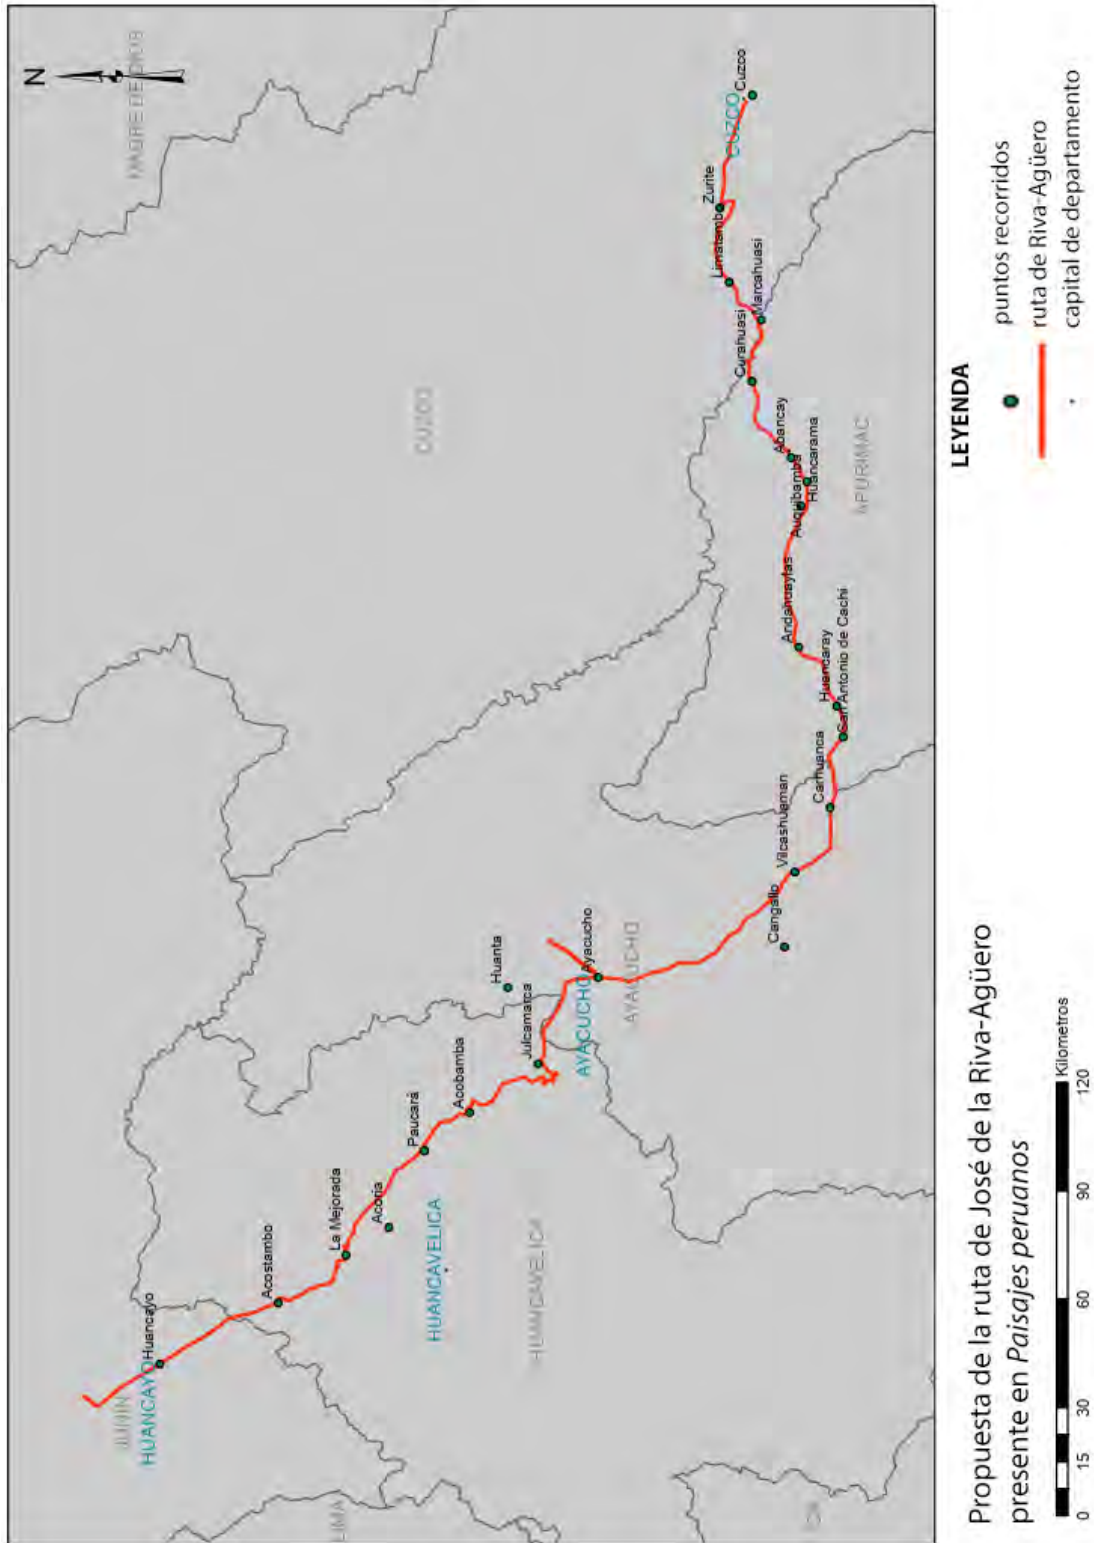 N
MADRE DE DIOS
CUZCO
Cuzco
CUZCO
Zurite
Limatambo
Marcahuasi
Curahuasi
Abancay
Huancarama
Auquibamba
APURIMAC
Andahuaylas
Huancaray
San Antonio de Cachi
Carhuanca
Vilcashuaman
Cangallo
Ayacucho
AYACUCHO
AYACUCHO
Huanta
Julcamarca
Acobamba
Paucará
Acoria
La Mejorada
HUANCAVELICA
HUANCAVELICA
Acostambo
Huancayo
HUANCAYO
JUNIN
LIMA
ICA
Propuesta de la ruta de José de la Riva-Agüero
presente en Paisajes peruanos
0 15 30 60 90 120
Kilometros
LEYENDA
puntos recorridos
ruta de Riva-Agüero
capital de departamento